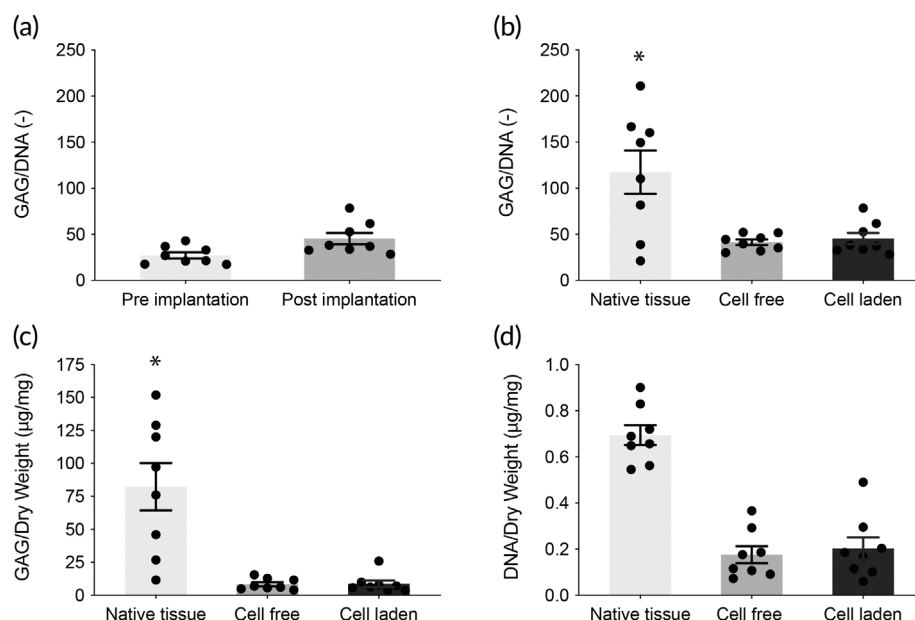 (a)
GAG/DNA (-)
250
200
150
100
50
0
Pre implantation
Post implantation
(b)
GAG/DNA (-)
250
200
150
100
50
0
*
Native tissue
Cell free
Cell laden
(c)
GAG/Dry Weight (µg/mg)
175
150
125
100
75
50
25
0
*
Native tissue
Cell free
Cell laden
(d)
DNA/Dry Weight (µg/mg)
1.0
0.8
0.6
0.4
0.2
0.0
Native tissue
Cell free
Cell laden